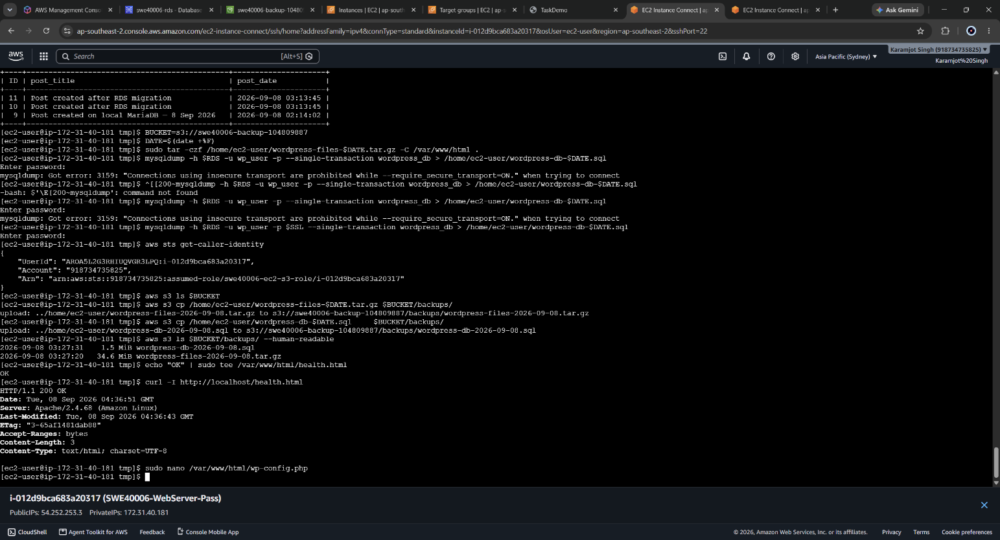 AWS Management Conso
swe40006-rds - Database
swe40006-backup-104809
Instances | EC2 | ap-south
Target groups | EC2 | ap-s
TaskDemo
EC2 Instance Connect | ap
EC2 Instance Connect | ap
Ask Gemini
ap-southeast-2.console.aws.amazon.com/ec2-instance-connect/ssh/home?addressFamily=ipv4&connType=standard&instanceId=i-012d9bca683a20317&osUser=ec2-user&region=ap-southeast-2&sshPort=22
aws
Search
[Alt+S]
Asia Pacific (Sydney)
Karamjot Singh (918734735825)
Karamjot%20Singh
+----+-----------------------------------------------+---------------------+
| ID | post_title | post_date |
+----+-----------------------------------------------+---------------------+
| 11 | Post created after RDS migration | 2026-09-08 03:13:45 |
| 10 | Post created after RDS migration | 2026-09-08 03:13:45 |
| 9 | Post created on local MariaDB — 8 Sep 2026 | 2026-09-08 02:14:02 |
+----+-----------------------------------------------+---------------------+
[ec2-user@ip-172-31-40-181 tmp]$ BUCKET=s3://swe40006-backup-104809887
[ec2-user@ip-172-31-40-181 tmp]$ DATE=$(date +%F)
[ec2-user@ip-172-31-40-181 tmp]$ sudo tar -czf /home/ec2-user/wordpress-files-$DATE.tar.gz -C /var/www/html .
[ec2-user@ip-172-31-40-181 tmp]$ mysqldump -h $RDS -u wp_user -p --single-transaction wordpress_db > /home/ec2-user/wordpress-db-$DATE.sql
Enter password:
mysqldump: Got error: 3159: "Connections using insecure transport are prohibited while --require_secure_transport=ON." when trying to connect
[ec2-user@ip-172-31-40-181 tmp]$ ^[[200~mysqldump -h $RDS -u wp_user -p --single-transaction wordpress_db > /home/ec2-user/wordpress-db-$DATE.sql
-bash: $'\E[200~mysqldump': command not found
[ec2-user@ip-172-31-40-181 tmp]$ mysqldump -h $RDS -u wp_user -p --single-transaction wordpress_db > /home/ec2-user/wordpress-db-$DATE.sql
Enter password:
mysqldump: Got error: 3159: "Connections using insecure transport are prohibited while --require_secure_transport=ON." when trying to connect
[ec2-user@ip-172-31-40-181 tmp]$ mysqldump -h $RDS -u wp_user -p $SSL --single-transaction wordpress_db > /home/ec2-user/wordpress-db-$DATE.sql
Enter password:
[ec2-user@ip-172-31-40-181 tmp]$ aws sts get-caller-identity
{
"UserId": "AROA5L2G3RHIUQVGR3LPQ:i-012d9bca683a20317",
"Account": "918734735825",
"Arn": "arn:aws:sts::918734735825:assumed-role/swe40006-ec2-s3-role/i-012d9bca683a20317"
}
[ec2-user@ip-172-31-40-181 tmp]$ aws s3 ls $BUCKET
[ec2-user@ip-172-31-40-181 tmp]$ aws s3 cp /home/ec2-user/wordpress-files-$DATE.tar.gz $BUCKET/backups/
upload: ../home/ec2-user/wordpress-files-2026-09-08.tar.gz to s3://swe40006-backup-104809887/backups/wordpress-files-2026-09-08.tar.gz
[ec2-user@ip-172-31-40-181 tmp]$ aws s3 cp /home/ec2-user/wordpress-db-$DATE.sql $BUCKET/backups/
upload: ../home/ec2-user/wordpress-db-2026-09-08.sql to s3://swe40006-backup-104809887/backups/wordpress-db-2026-09-08.sql
[ec2-user@ip-172-31-40-181 tmp]$ aws s3 ls $BUCKET/backups/ --human-readable
2026-09-08 03:27:31 1.5 MiB wordpress-db-2026-09-08.sql
2026-09-08 03:27:20 34.6 MiB wordpress-files-2026-09-08.tar.gz
[ec2-user@ip-172-31-40-181 tmp]$ echo "OK" | sudo tee /var/www/html/health.html
OK
[ec2-user@ip-172-31-40-181 tmp]$ curl -I http://localhost/health.html
HTTP/1.1 200 OK
Date: Tue, 08 Sep 2026 04:36:51 GMT
Server: Apache/2.4.68 (Amazon Linux)
Last-Modified: Tue, 08 Sep 2026 04:36:43 GMT
ETag: "3-65af1481dab88"
Accept-Ranges: bytes
Content-Length: 3
Content-Type: text/html; charset=UTF-8
[ec2-user@ip-172-31-40-181 tmp]$ sudo nano /var/www/html/wp-config.php
[ec2-user@ip-172-31-40-181 tmp]$
i-012d9bca683a20317 (SWE40006-WebServer-Pass)
PublicIPs: 54.252.253.3 PrivateIPs: 172.31.40.181
CloudShell
Agent Toolkit for AWS
Feedback
Console Mobile App
© 2026, Amazon Web Services, Inc. or its affiliates.
Privacy
Terms
Cookie preferences